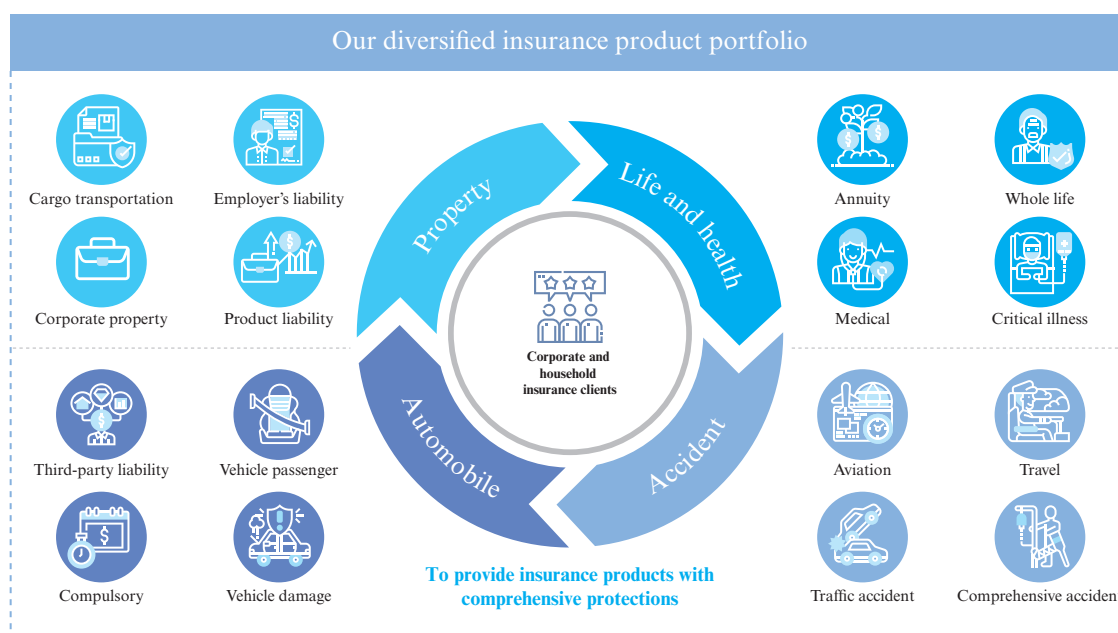 Our diversified insurance product portfolio
Cargo transportation
Employer's liability
Corporate property
Product liability
Property
Life and health
Annuity
Whole life
Medical
Critical illness
Corporate and
household
insurance clients
Third-party liability
Vehicle passenger
Compulsory
Vehicle damage
Automobile
Accident
Aviation
Travel
Traffic accident
Comprehensive acciden
To provide insurance products with
comprehensive protections